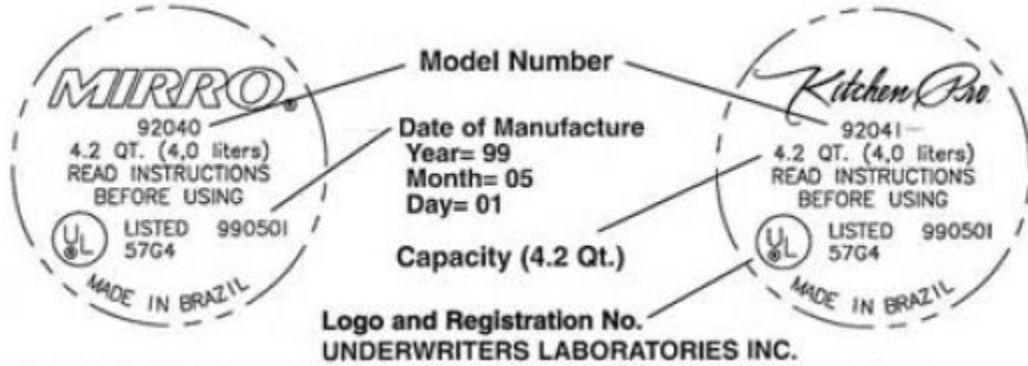 MIRRO®
92040
4.2 QT. (4,0 liters)
READ INSTRUCTIONS
BEFORE USING
UL LISTED 990501
57G4
MADE IN BRAZIL
Model Number
Date of Manufacture
Year= 99
Month= 05
Day= 01
Capacity (4.2 Qt.)
Logo and Registration No.
UNDERWRITERS LABORATORIES INC.
Kitchen Pro
92041
4.2 QT. (4,0 liters)
READ INSTRUCTIONS
BEFORE USING
UL LISTED 990501
57G4
MADE IN BRAZIL